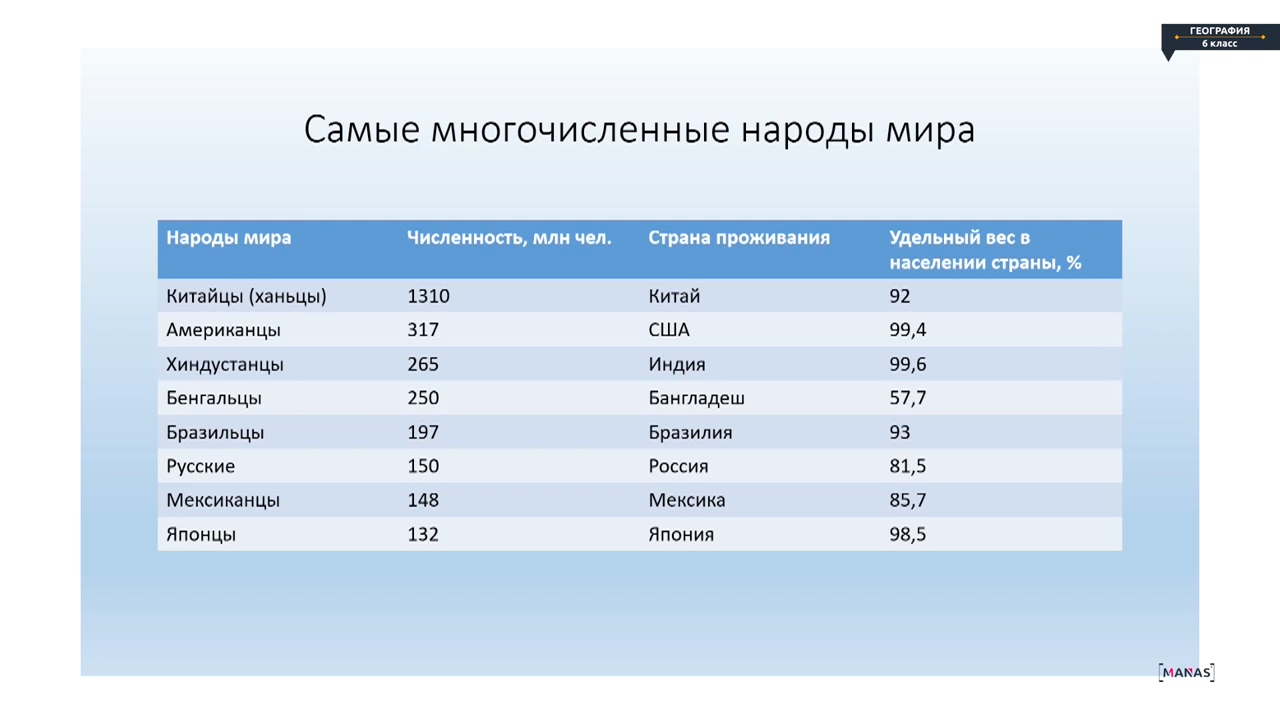 ГЕОГРАФИЯ
6 класс
Самые многочисленные народы мира
Народы мира Численность, млн чел. Страна проживания Удельный вес в населении страны, %
Китайцы (ханьцы) 1310 Китай 92
Американцы 317 США 99,4
Хиндустанцы 265 Индия 99,6
Бенгальцы 250 Бангладеш 57,7
Бразильцы 197 Бразилия 93
Русские 150 Россия 81,5
Мексиканцы 148 Мексика 85,7
Японцы 132 Япония 98,5
[MANAS]